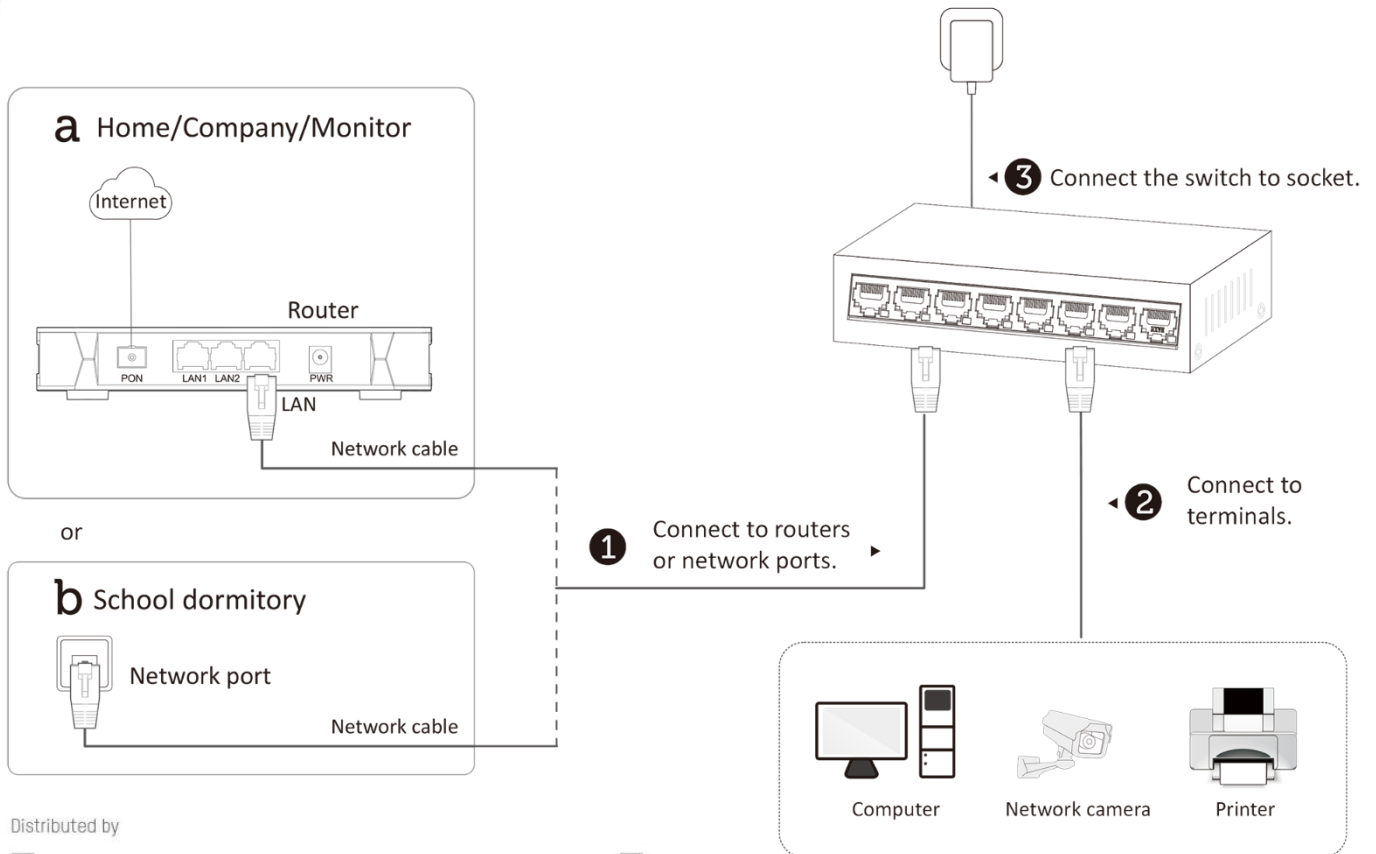 a Home/Company/Monitor
Internet
Router
PON
LAN1 LAN2
PWR
LAN
Network cable
or
b School dormitory
Network port
Network cable
1 Connect to routers
or network ports.
3 Connect the switch to socket.
2 Connect to
terminals.
Computer
Network camera
Printer
Distributed by